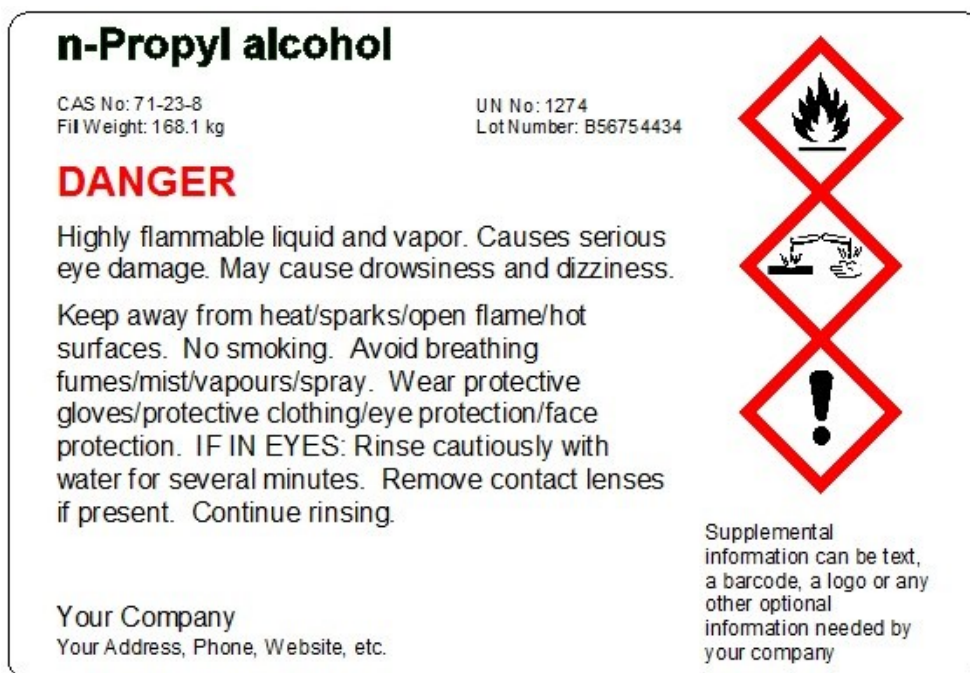 n-Propyl alcohol
CAS No: 71-23-8
Fill Weight: 168.1 kg
UN No: 1274
Lot Number: B56754434
DANGER
Highly flammable liquid and vapor. Causes serious
eye damage. May cause drowsiness and dizziness.
Keep away from heat/sparks/open flame/hot
surfaces. No smoking. Avoid breathing
fumes/mist/vapours/spray. Wear protective
gloves/protective clothing/eye protection/face
protection. IF IN EYES: Rinse cautiously with
water for several minutes. Remove contact lenses
if present. Continue rinsing.
Your Company
Your Address, Phone, Website, etc.
Supplemental
information can be text,
a barcode, a logo or any
other optional
information needed by
your company